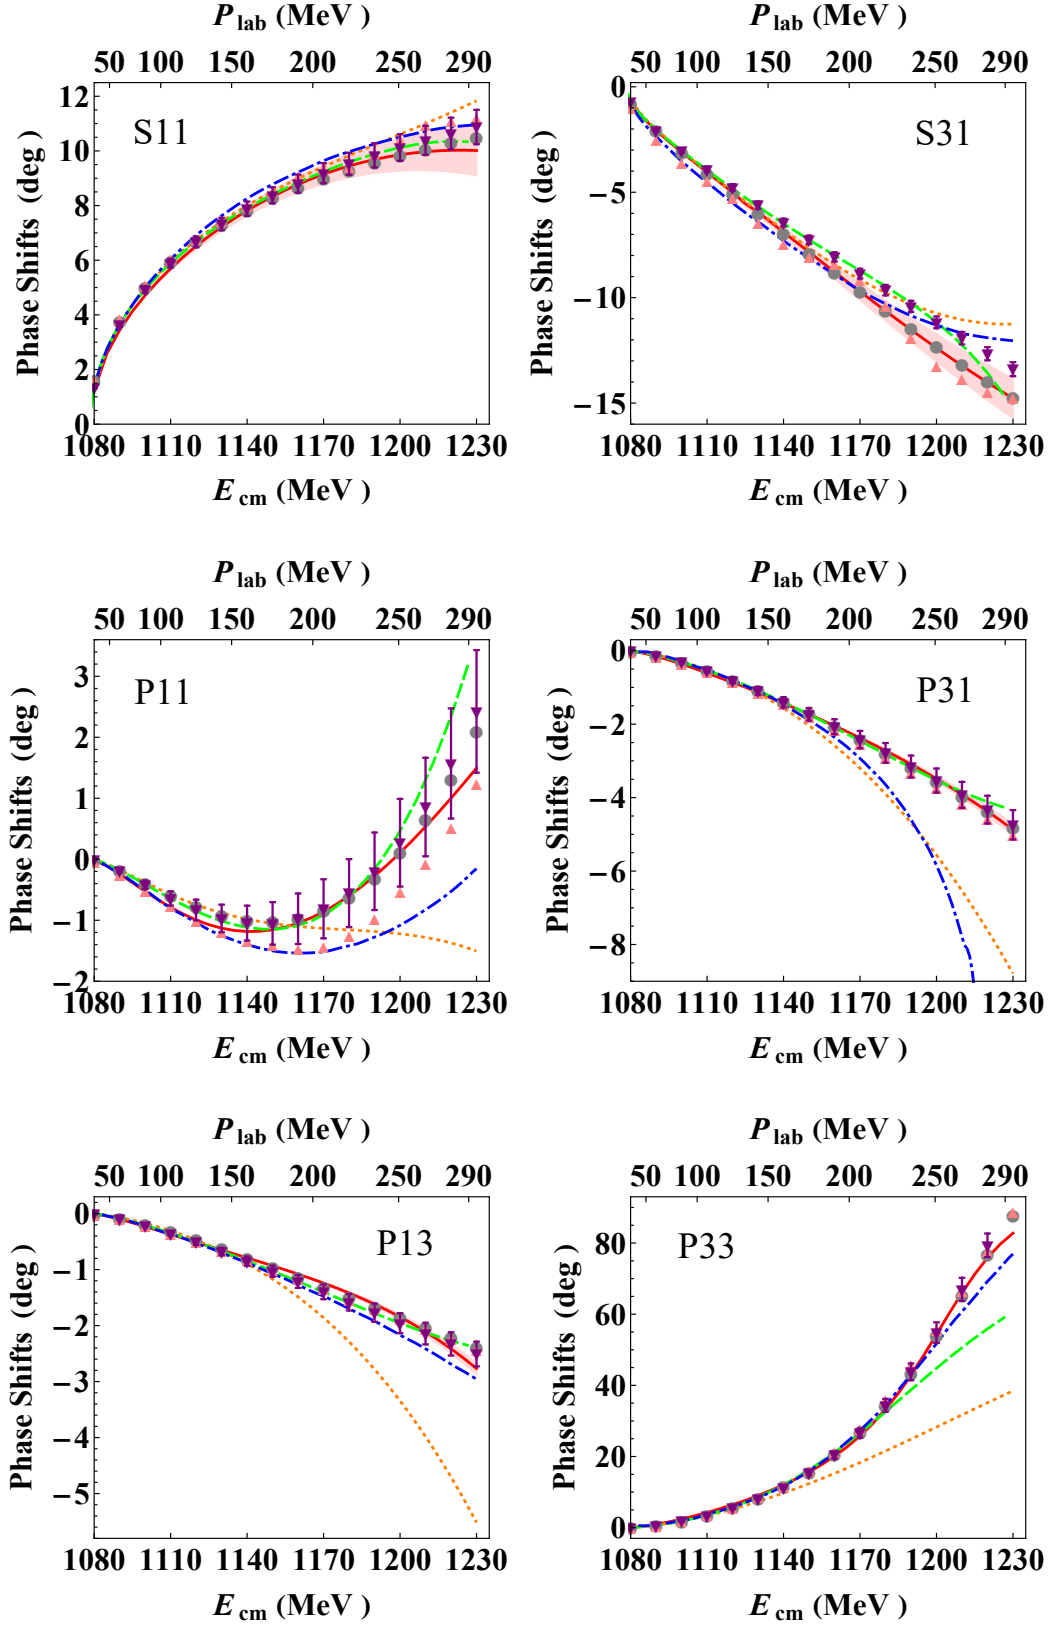 P lab (MeV )
50 100 150 200 250 290
Phase Shifts (deg )
12
10
8
6
4
2
0
S11
1080 1110 1140 1170 1200 1230
E cm (MeV )
P lab (MeV )
50 100 150 200 250 290
Phase Shifts (deg )
0
−5
−10
−15
S31
1080 1110 1140 1170 1200 1230
E cm (MeV )
P lab (MeV )
50 100 150 200 250 290
Phase Shifts (deg )
3
2
1
0
−1
−2
P11
1080 1110 1140 1170 1200 1230
E cm (MeV )
P lab (MeV )
50 100 150 200 250 290
Phase Shifts (deg )
0
−2
−4
−6
−8
P31
1080 1110 1140 1170 1200 1230
E cm (MeV )
P lab (MeV )
50 100 150 200 250 290
Phase Shifts (deg )
0
−1
−2
−3
−4
−5
P13
1080 1110 1140 1170 1200 1230
E cm (MeV )
P lab (MeV )
50 100 150 200 250 290
Phase Shifts (deg )
80
60
40
20
0
P33
1080 1110 1140 1170 1200 1230
E cm (MeV )